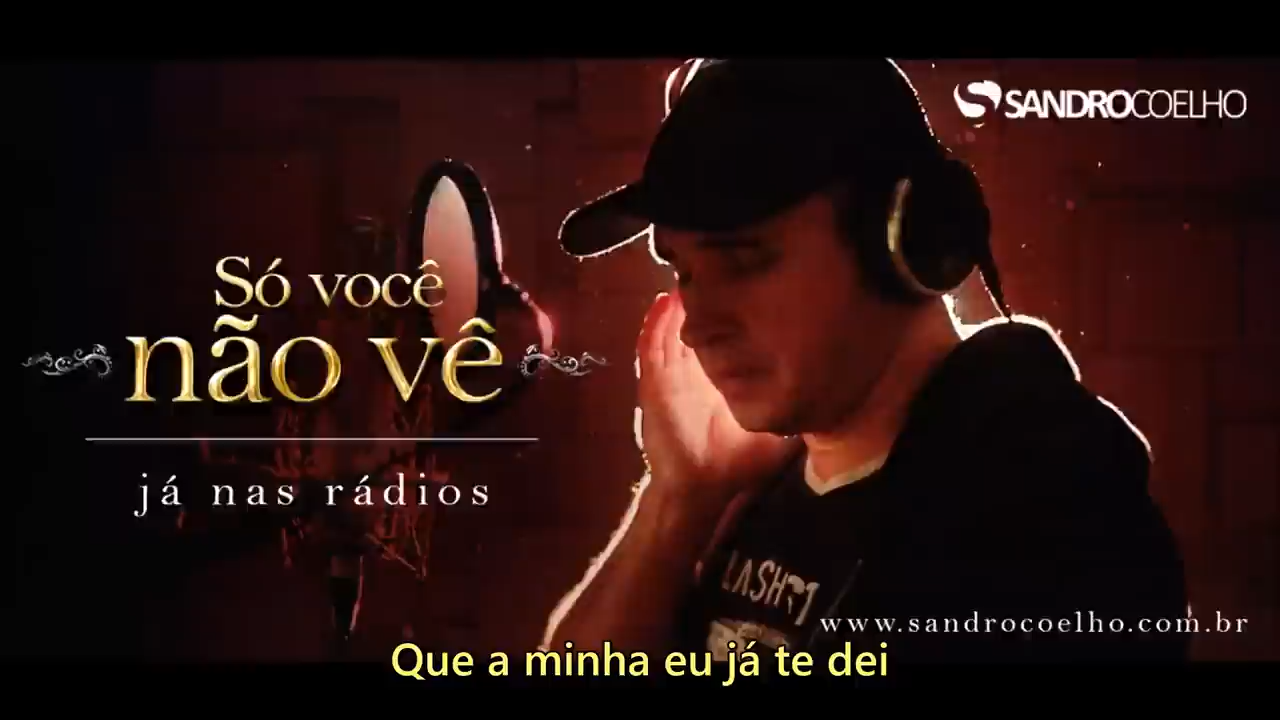 SANDROCOELHO
Só você
não vê
já nas rádios
www.sandrocoelho.com.br
Que a minha eu já te dei